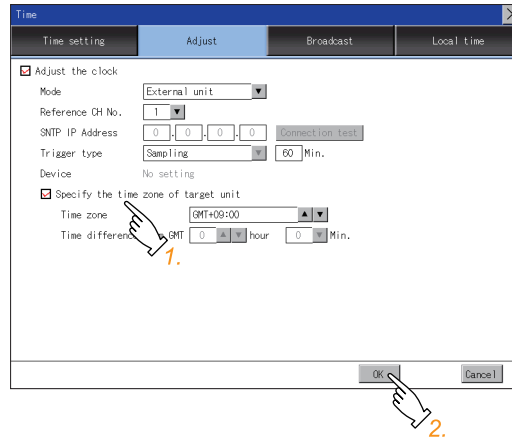 Time
Time setting Adjust Broadcast Local time
Adjust the clock
Mode External unit
Reference CH No. 1
SNTP IP Address 0 . 0 . 0 . 0 Connection test
Trigger type Sampling 60 Min.
Device No setting
Specify the time zone of target unit
Time zone GMT+09:00
Time differenc GMT 0 hour 0 Min.
1.
OK Cancel
2.